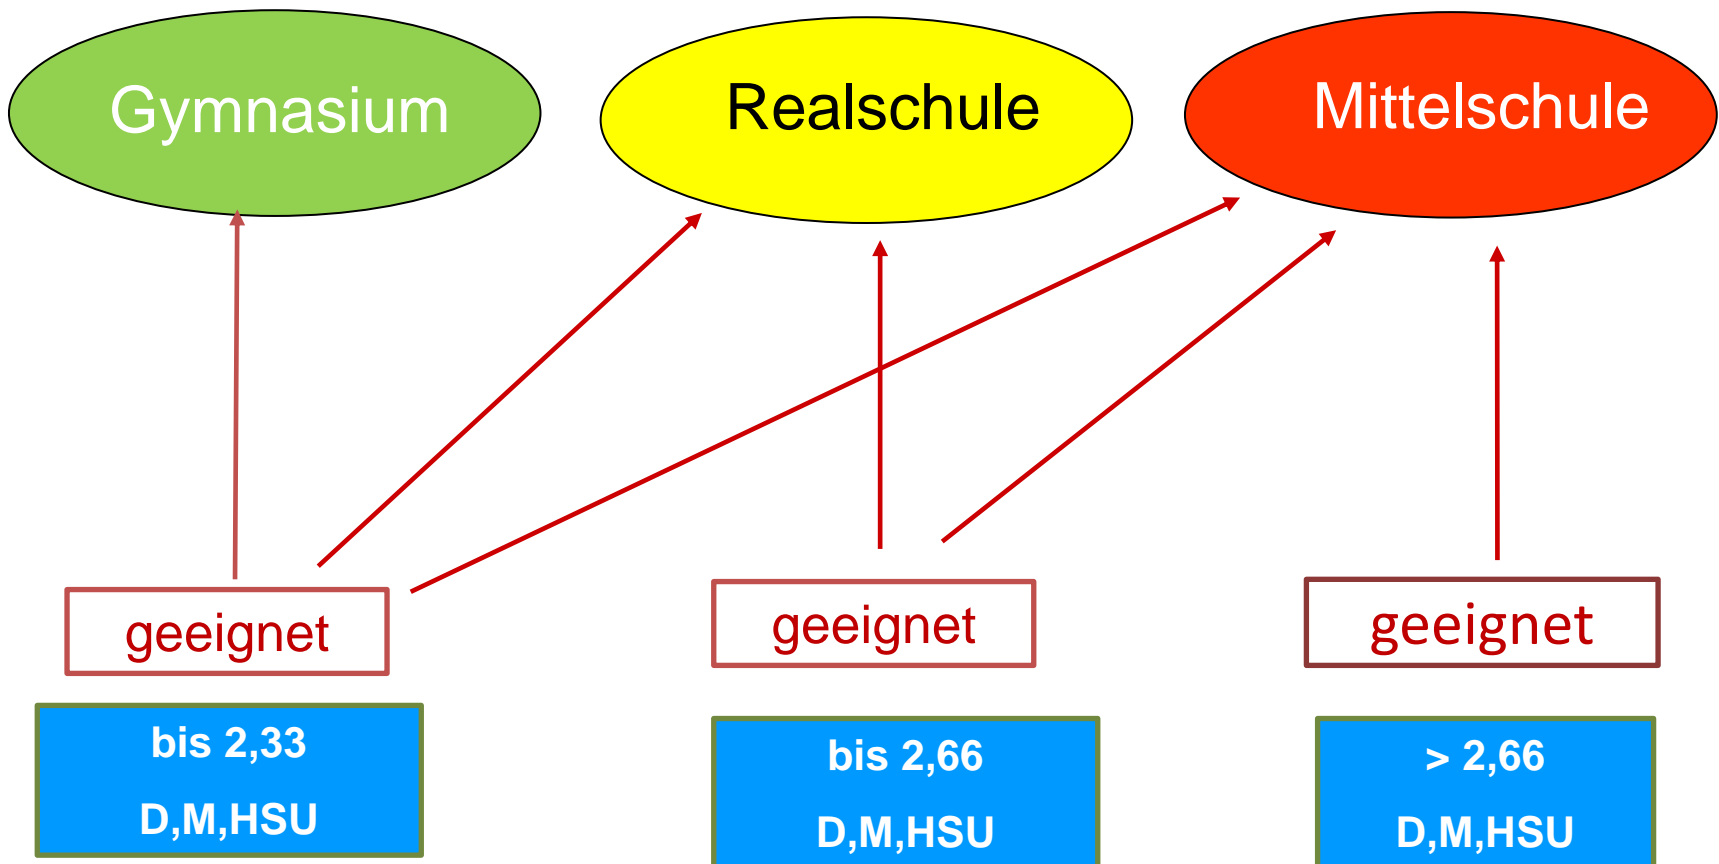 Gymnasium
Realschule
Mittelschule
geeignet
geeignet
geeignet
bis 2,33
D,M,HSU
bis 2,66
D,M,HSU
> 2,66
D,M,HSU